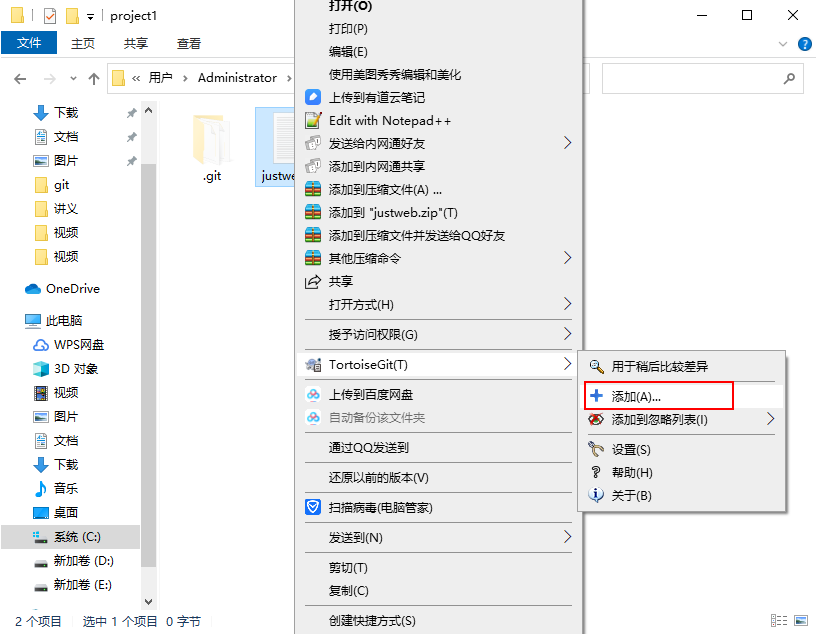 project1
文件 主页 共享 查看
« 用户 › Administrator ›
下载
文档
图片
git
讲义
视频
视频
OneDrive
此电脑
WPS网盘
3D 对象
视频
图片
文档
下载
音乐
桌面
系统 (C:)
新加卷 (D:)
新加卷 (E:)
.git
justwe
打开(O)
打印(P)
编辑(E)
使用美图秀秀编辑和美化
上传到有道云笔记
Edit with Notepad++
发送给内网通好友
添加到内网通共享
添加到压缩文件(A) ...
添加到 "justweb.zip"(T)
添加到压缩文件并发送给QQ好友
其他压缩命令
共享
打开方式(H)
授予访问权限(G)
TortoiseGit(T)
上传到百度网盘
自动备份该文件夹
通过QQ发送到
还原以前的版本(V)
扫描病毒(电脑管家)
发送到(N)
剪切(T)
复制(C)
创建快捷方式(S)
用于稍后比较差异
添加(A)...
添加到忽略列表(I)
设置(S)
帮助(H)
关于(B)
2 个项目 选中 1 个项目 0 字节